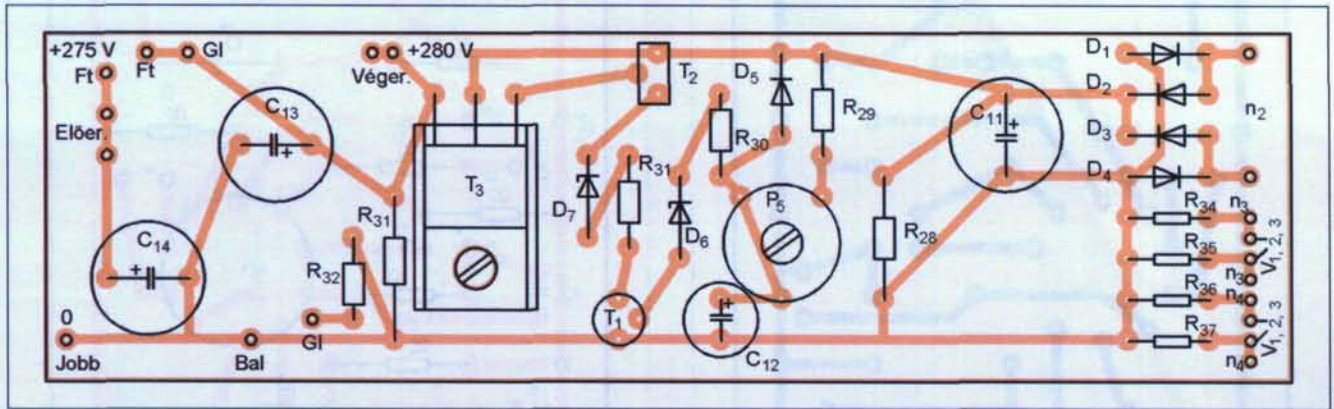 +275 V
Ft
Ft
Gl
Előer.
C13
C14
+
+
0
Jobb
Bal
Gl
R32
R31
Véger.
+280 V
T3
T2
D7
R31
D6
R30
D5
R29
P5
T1
+
C12
R28
C11
+
D1
D2
D3
D4
n2
R34
R35
R36
R37
n3
V1, 2, 3
n3
n4
V1, 2, 3
n4